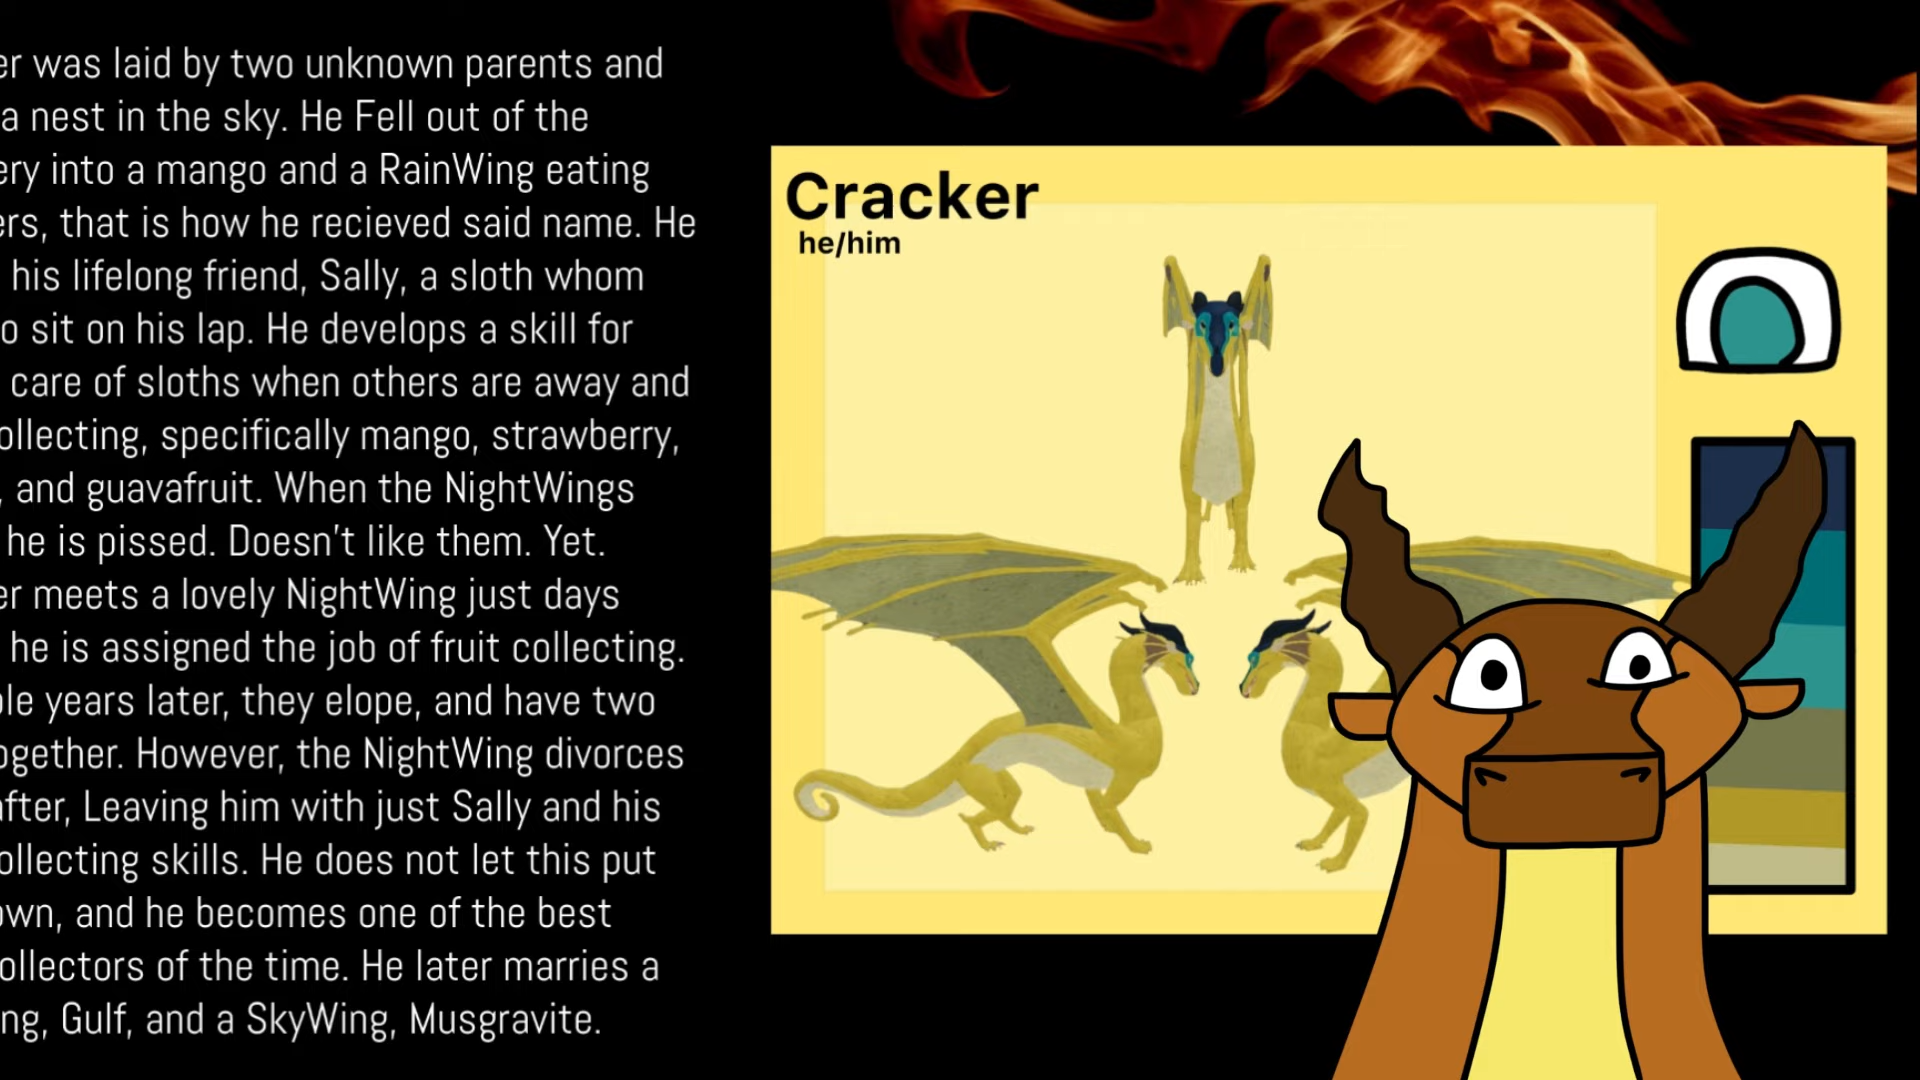 er was laid by two unknown parents and
a nest in the sky. He Fell out of the
ery into a mango and a RainWing eating
ers, that is how he recieved said name. He
his lifelong friend, Sally, a sloth whom
o sit on his lap. He develops a skill for
care of sloths when others are away and
ollecting, specifically mango, strawberry,
, and guavafruit. When the NightWings
he is pissed. Doesn't like them. Yet.
er meets a lovely NightWing just days
he is assigned the job of fruit collecting.
ple years later, they elope, and have two
ogether. However, the NightWing divorces
after, Leaving him with just Sally and his
ollecting skills. He does not let this put
own, and he becomes one of the best
ollectors of the time. He later marries a
ng, Gulf, and a SkyWing, Musgravite.
Cracker
he/him